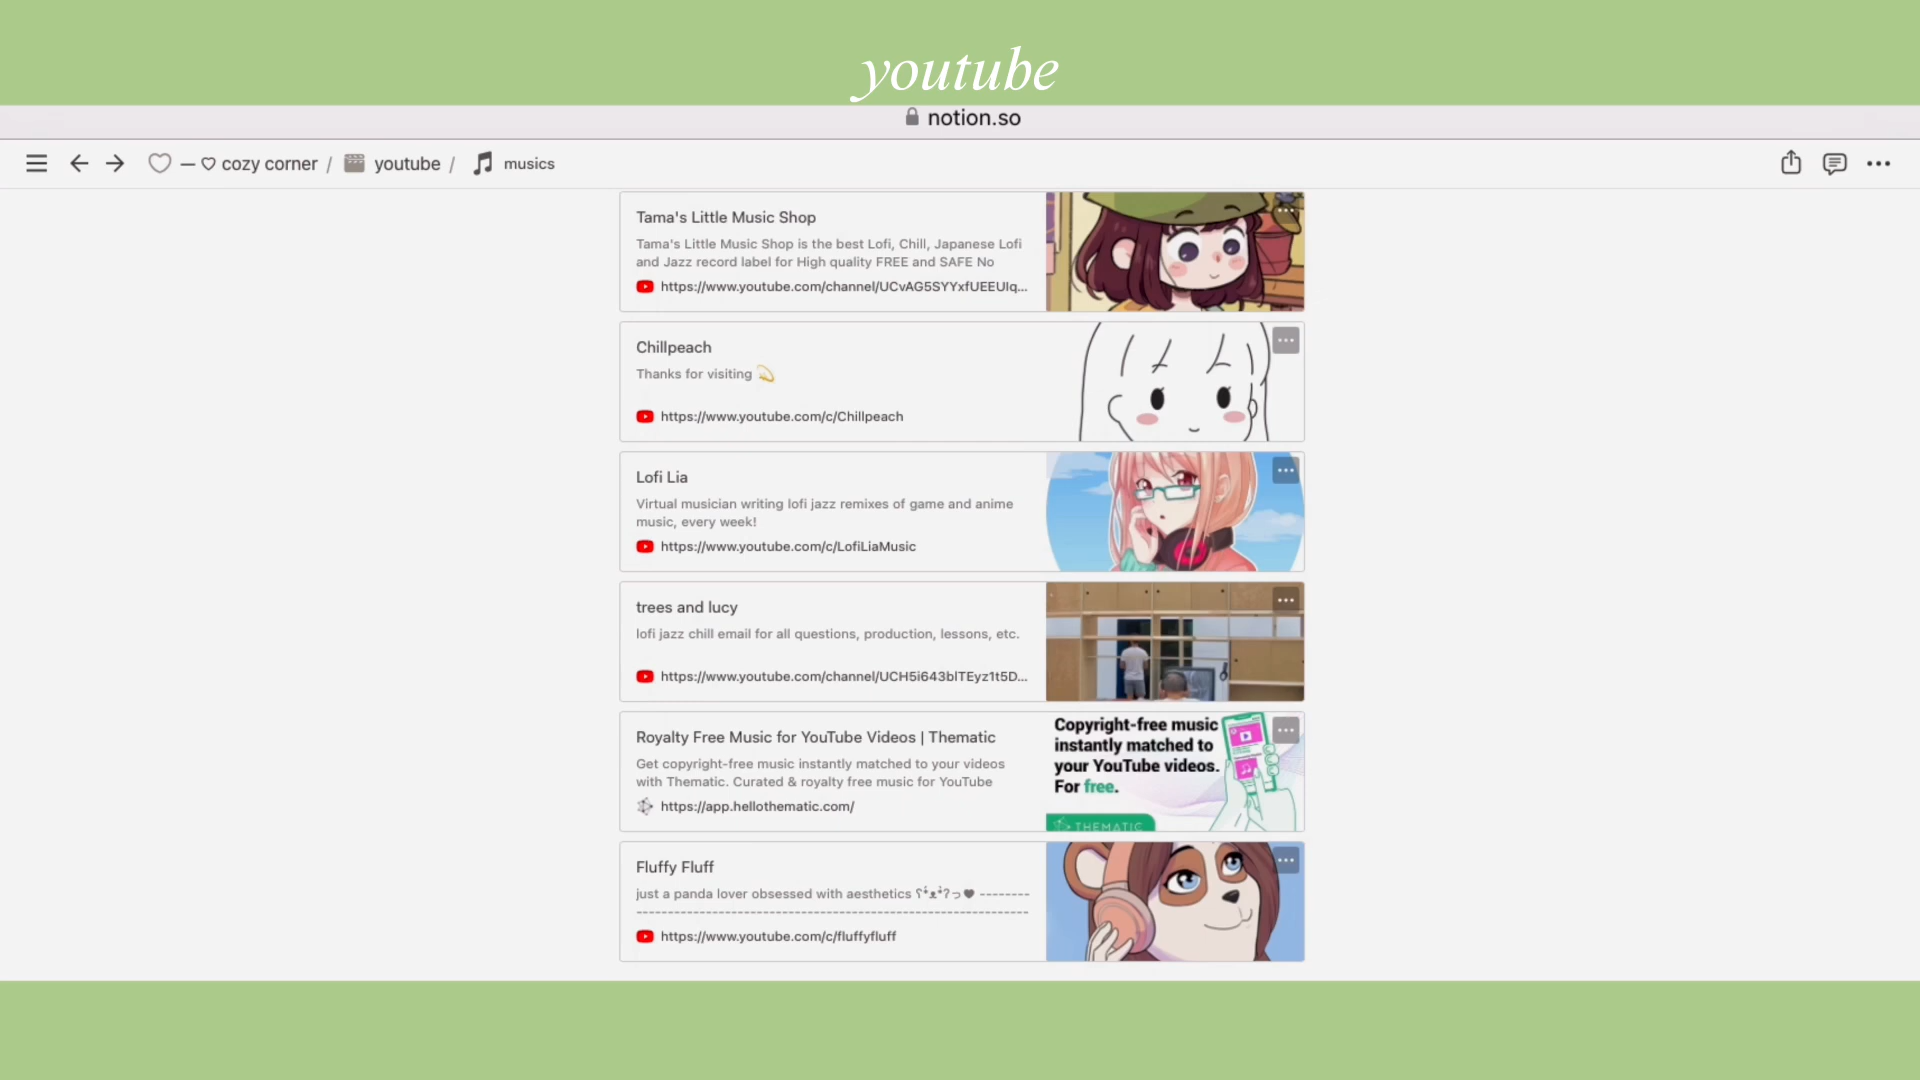 youtube
notion.so
— ♡ cozy corner / youtube / musics
Tama's Little Music Shop
Tama's Little Music Shop is the best Lofi, Chill, Japanese Lofi
and Jazz record label for High quality FREE and SAFE No
https://www.youtube.com/channel/UCvAG5SYYxfUEEUIq...
Chillpeach
Thanks for visiting 💫
https://www.youtube.com/c/Chillpeach
Lofi Lia
Virtual musician writing lofi jazz remixes of game and anime
music, every week!
https://www.youtube.com/c/LofiLiaMusic
trees and lucy
lofi jazz chill email for all questions, production, lessons, etc.
https://www.youtube.com/channel/UCH5i643blTEyz1t5D...
Royalty Free Music for YouTube Videos | Thematic
Get copyright-free music instantly matched to your videos
with Thematic. Curated & royalty free music for YouTube
https://app.hellothematic.com/
Copyright-free music
instantly matched to
your YouTube videos.
For free.
THEMATIC
Fluffy Fluff
just a panda lover obsessed with aesthetics ʕ•ᴥ•ʔっ♥ --------
--------------------------------------------------------------
https://www.youtube.com/c/fluffyfluff